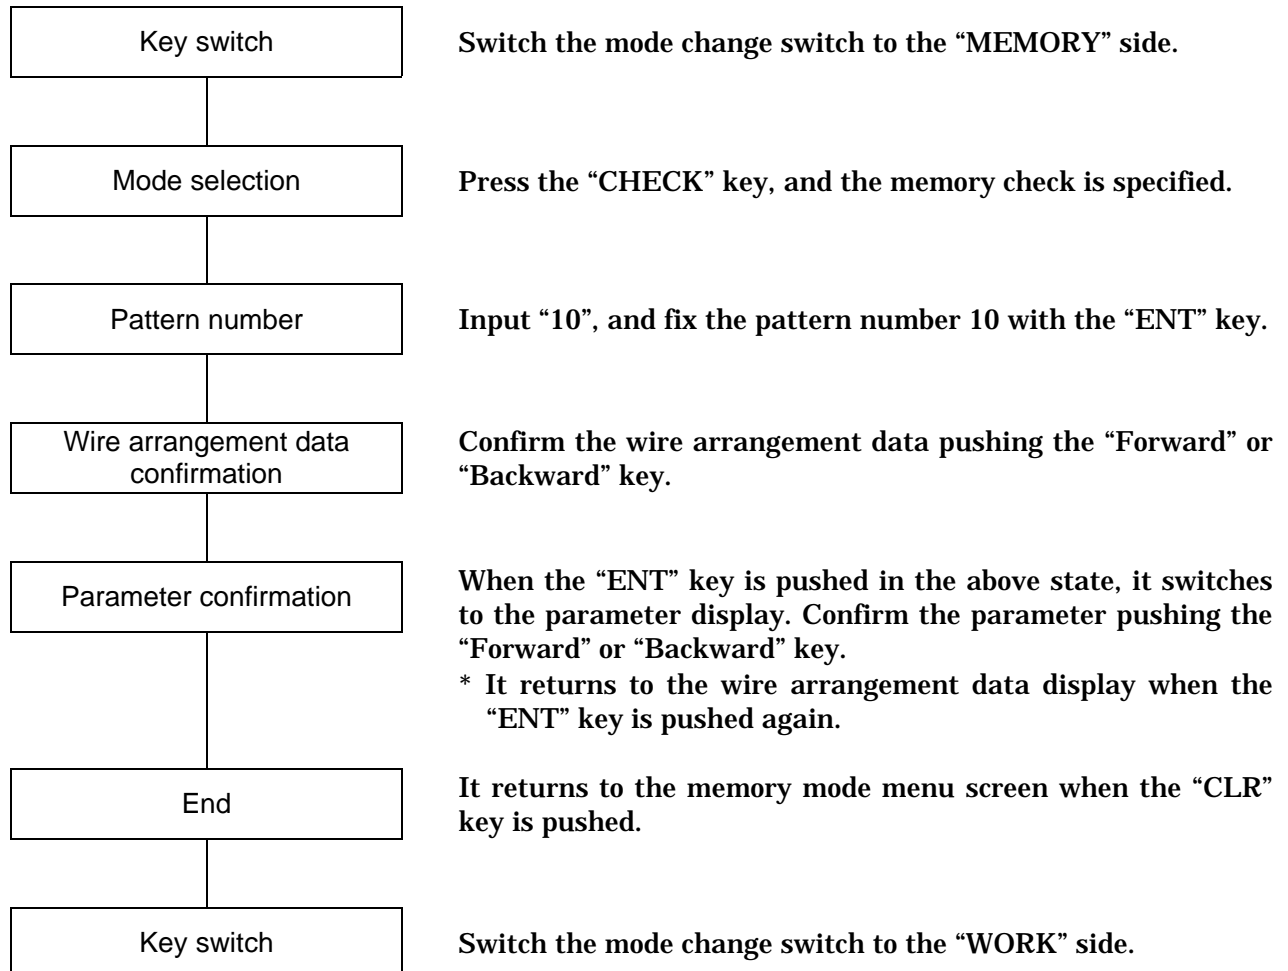 Key switch
Switch the mode change switch to the “MEMORY” side.
Mode selection
Press the “CHECK” key, and the memory check is specified.
Pattern number
Input “10”, and fix the pattern number 10 with the “ENT” key.
Wire arrangement data
confirmation
Confirm the wire arrangement data pushing the “Forward” or
“Backward” key.
Parameter confirmation
When the “ENT” key is pushed in the above state, it switches
to the parameter display. Confirm the parameter pushing the
“Forward” or “Backward” key.
* It returns to the wire arrangement data display when the
“ENT” key is pushed again.
End
It returns to the memory mode menu screen when the “CLR”
key is pushed.
Key switch
Switch the mode change switch to the “WORK” side.